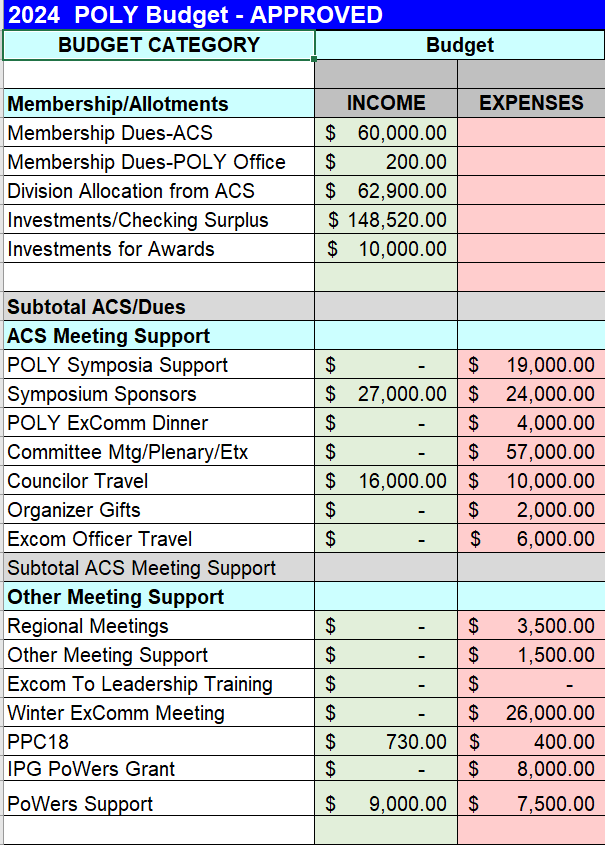 2024 POLY Budget - APPROVED
BUDGET CATEGORY Budget
Membership/Allotments INCOME EXPENSES
Membership Dues-ACS $ 60,000.00
Membership Dues-POLY Office $ 200.00
Division Allocation from ACS $ 62,900.00
Investments/Checking Surplus $ 148,520.00
Investments for Awards $ 10,000.00
Subtotal ACS/Dues
ACS Meeting Support
POLY Symposia Support $ - $ 19,000.00
Symposium Sponsors $ 27,000.00 $ 24,000.00
POLY ExComm Dinner $ - $ 4,000.00
Committee Mtg/Plenary/Etx $ - $ 57,000.00
Councilor Travel $ 16,000.00 $ 10,000.00
Organizer Gifts $ - $ 2,000.00
Excom Officer Travel $ - $ 6,000.00
Subtotal ACS Meeting Support
Other Meeting Support
Regional Meetings $ - $ 3,500.00
Other Meeting Support $ - $ 1,500.00
Excom To Leadership Training $ - $ -
Winter ExComm Meeting $ - $ 26,000.00
PPC18 $ 730.00 $ 400.00
IPG PoWers Grant $ - $ 8,000.00
PoWers Support $ 9,000.00 $ 7,500.00